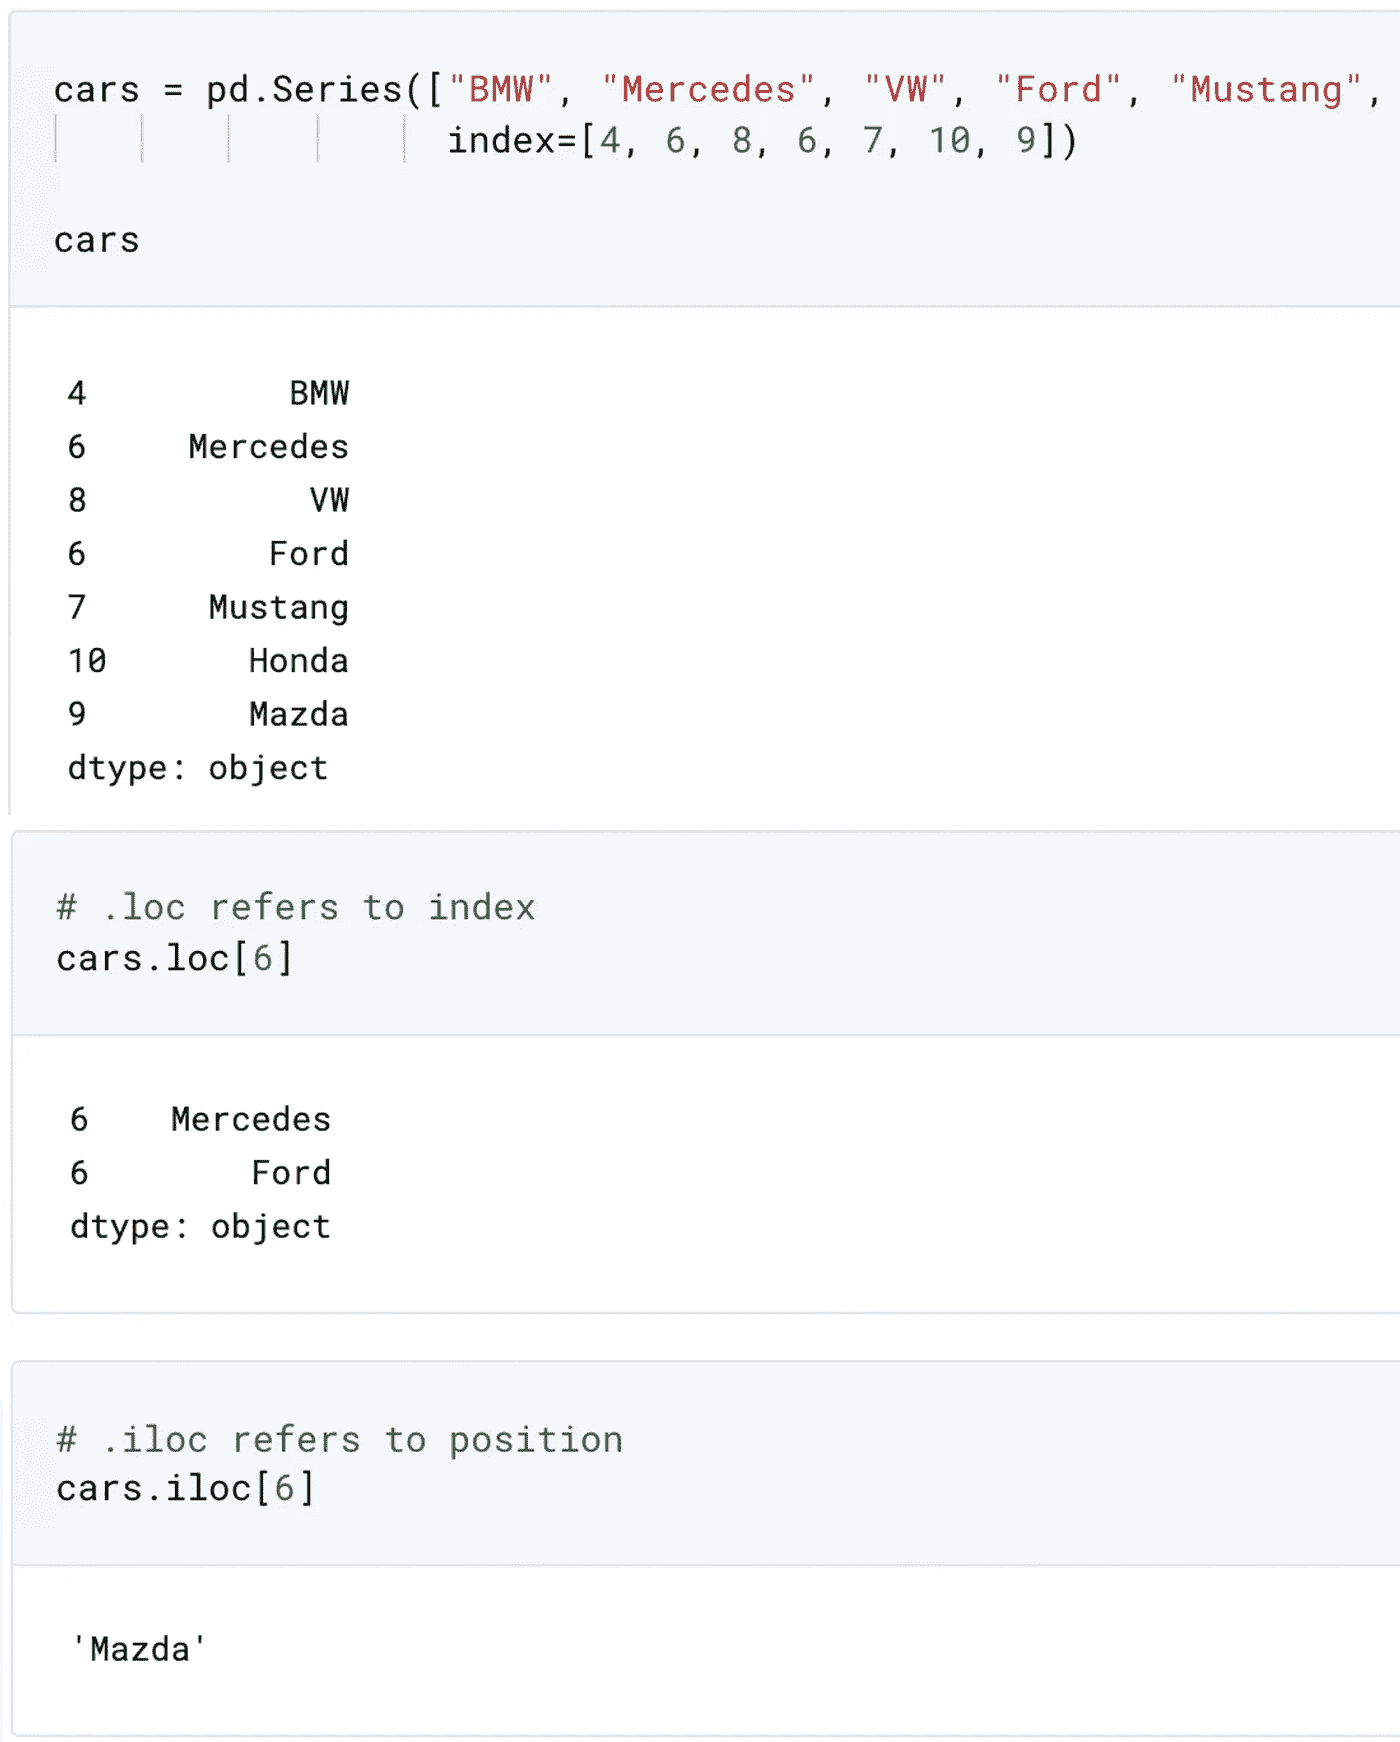 cars = pd.Series(["BMW", "Mercedes", "VW", "Ford", "Mustang",
index=[4, 6, 8, 6, 7, 10, 9])
cars
4 BMW
6 Mercedes
8 VW
6 Ford
7 Mustang
10 Honda
9 Mazda
dtype: object
# .loc refers to index
cars.loc[6]
6 Mercedes
6 Ford
dtype: object
# .iloc refers to position
cars.iloc[6]
'Mazda'